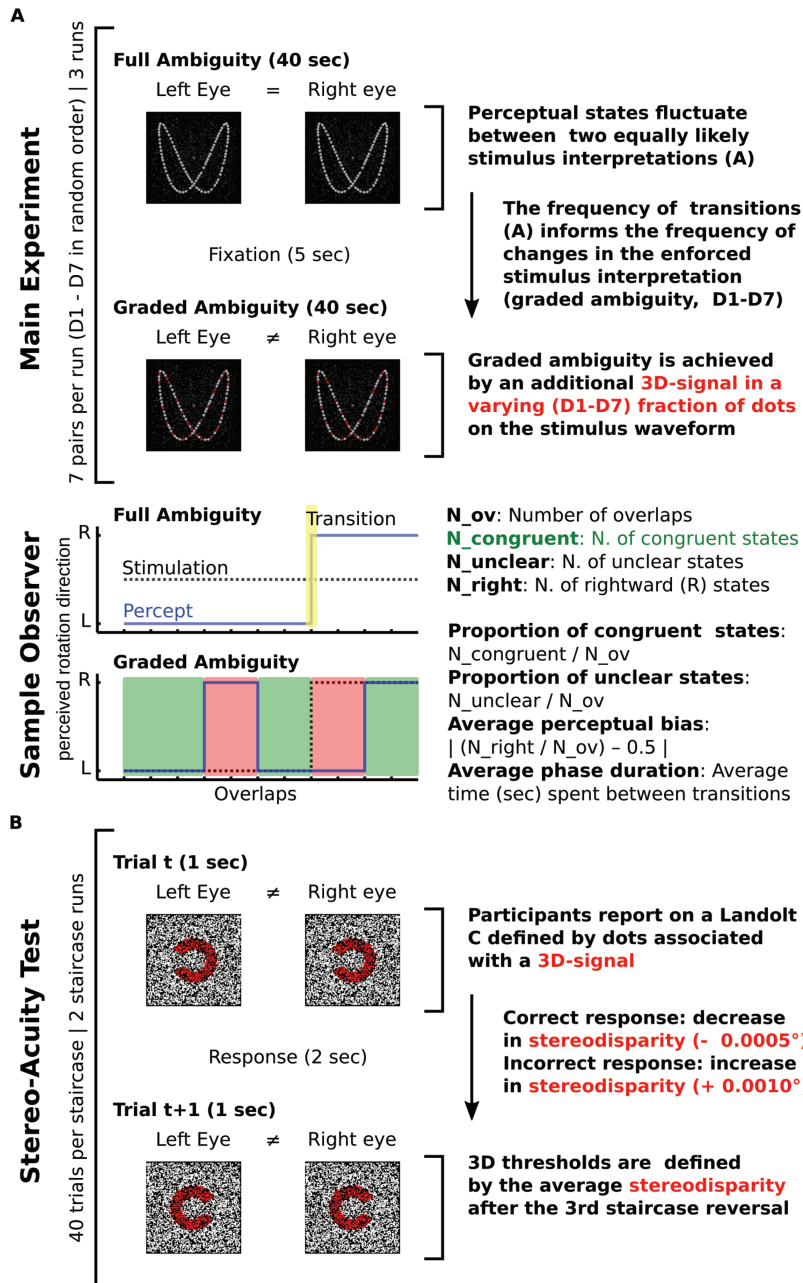 A
Main Experiment
7 pairs per run (D1 - D7 in random order) | 3 runs
Full Ambiguity (40 sec)
Left Eye = Right eye
Perceptual states fluctuate
between two equally likely
stimulus interpretations (A)
The frequency of transitions
(A) informs the frequency of
changes in the enforced
stimulus interpretation
(graded ambiguity, D1-D7)
Fixation (5 sec)
Graded Ambiguity (40 sec)
Left Eye ≠ Right eye
Graded ambiguity is achieved
by an additional 3D-signal in a
varying (D1-D7) fraction of dots
on the stimulus waveform
Sample Observer
perceived rotation direction
Full Ambiguity
Transition
R
Stimulation
Percept
L
Graded Ambiguity
R
L
Overlaps
N_ov: Number of overlaps
N_congruent: N. of congruent states
N_unclear: N. of unclear states
N_right: N. of rightward (R) states
Proportion of congruent states:
N_congruent / N_ov
Proportion of unclear states:
N_unclear / N_ov
Average perceptual bias:
| (N_right / N_ov) – 0.5 |
Average phase duration: Average
time (sec) spent between transitions
B
Stereo-Acuity Test
40 trials per staircase | 2 staircase runs
Trial t (1 sec)
Left Eye ≠ Right eye
Participants report on a Landolt
C defined by dots associated
with a 3D-signal
Correct response: decrease
in stereodisparity (- 0.0005°)
Incorrect response: increase
in stereodisparity (+ 0.0010°
Response (2 sec)
Trial t+1 (1 sec)
Left Eye ≠ Right eye
3D thresholds are defined
by the average stereodisparity
after the 3rd staircase reversal